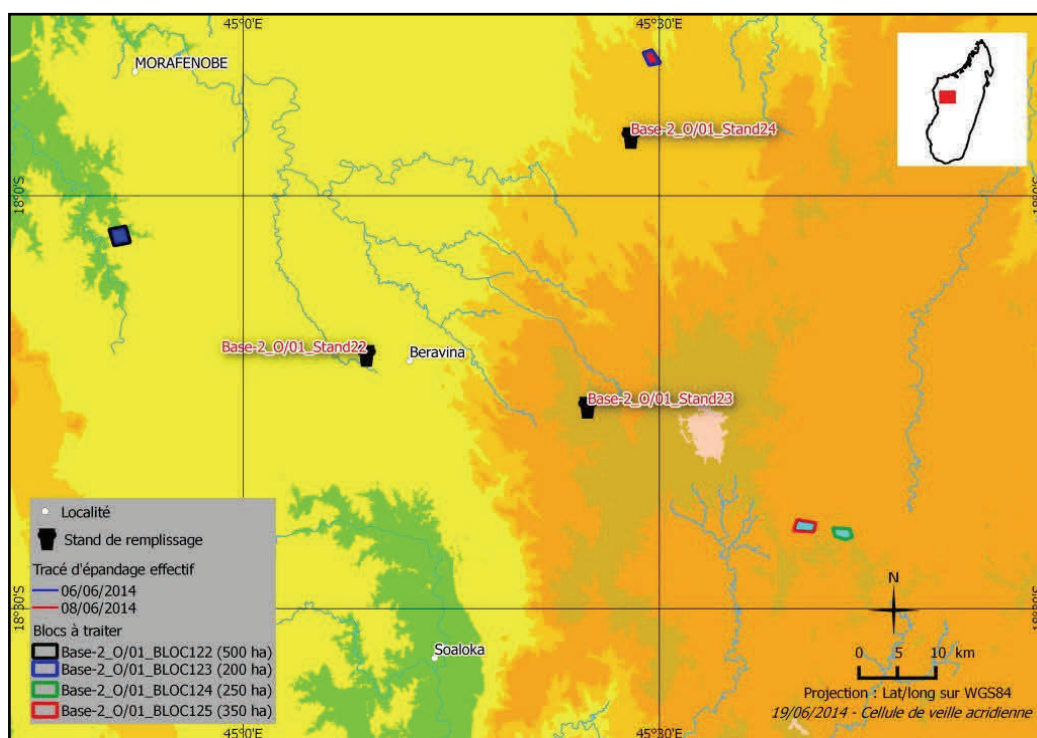 45°0'E
45°30'E
MORAFENOBE
Base-2_O/01_Stand24
18°0'S
18°0'S
Base-2_O/01_Stand22
Beravina
Base-2_O/01_Stand23
Localité
Stand de remplissage
Tracé d'épandage effectif
06/06/2014
08/06/2014
Blocs à traiter
Base-2_O/01_BLOC122 (500 ha)
Base-2_O/01_BLOC123 (200 ha)
Base-2_O/01_BLOC124 (250 ha)
Base-2_O/01_BLOC125 (350 ha)
Soaloka
N
18°30'S
18°30'S
0 5 10 km
Projection : Lat/long sur WGS84
19/06/2014 - Cellule de veille acridienne
45°0'E
45°30'E